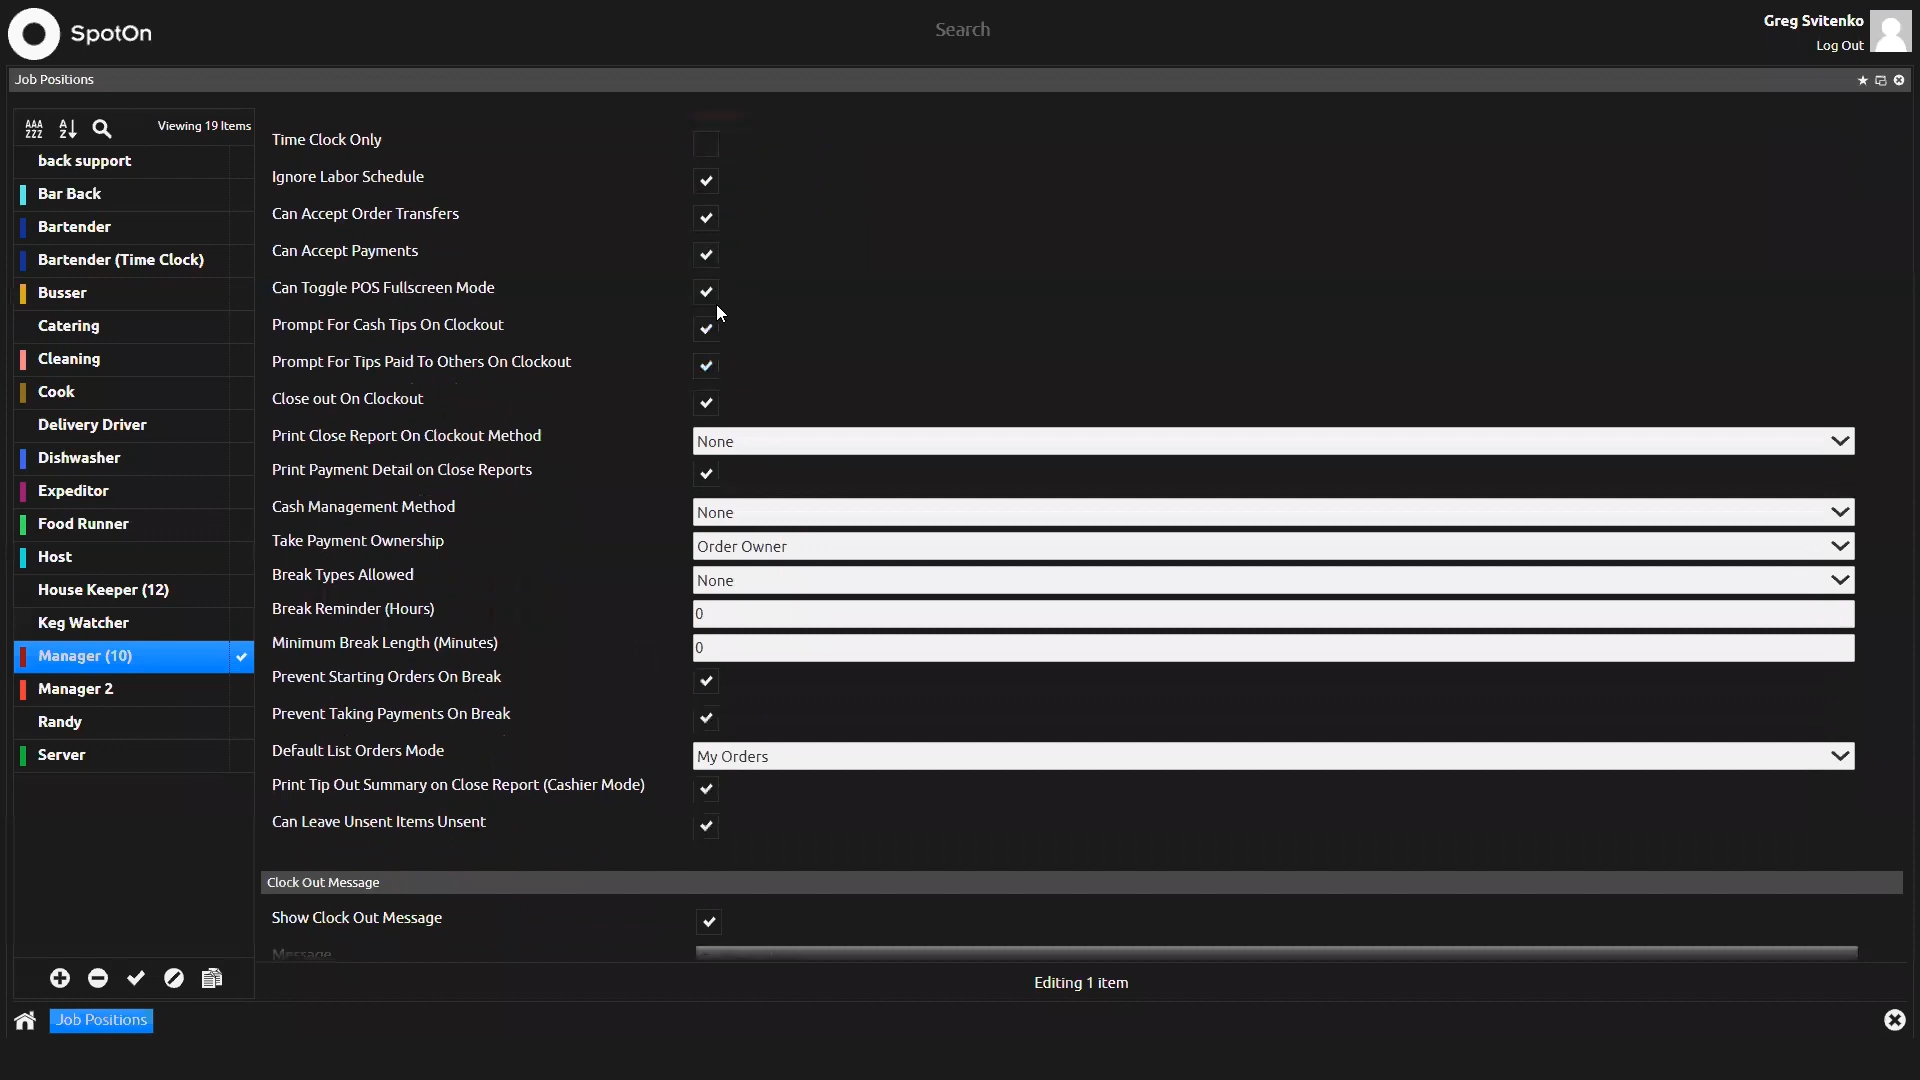 SpotOn
Search
Greg Svitenko
Log Out
Job Positions
AAA
ZZZ
A
Z
Viewing 19 Items
back support
Bar Back
Bartender
Bartender (Time Clock)
Busser
Catering
Cleaning
Cook
Delivery Driver
Dishwasher
Expeditor
Food Runner
Host
House Keeper (12)
Keg Watcher
Manager (10)
Manager 2
Randy
Server
Time Clock Only
Ignore Labor Schedule
Can Accept Order Transfers
Can Accept Payments
Can Toggle POS Fullscreen Mode
Prompt For Cash Tips On Clockout
Prompt For Tips Paid To Others On Clockout
Close out On Clockout
Print Close Report On Clockout Method None
Print Payment Detail on Close Reports
Cash Management Method None
Take Payment Ownership Order Owner
Break Types Allowed None
Break Reminder (Hours) 0
Minimum Break Length (Minutes) 0
Prevent Starting Orders On Break
Prevent Taking Payments On Break
Default List Orders Mode My Orders
Print Tip Out Summary on Close Report (Cashier Mode)
Can Leave Unsent Items Unsent
Clock Out Message
Show Clock Out Message
Message
Editing 1 item
Job Positions